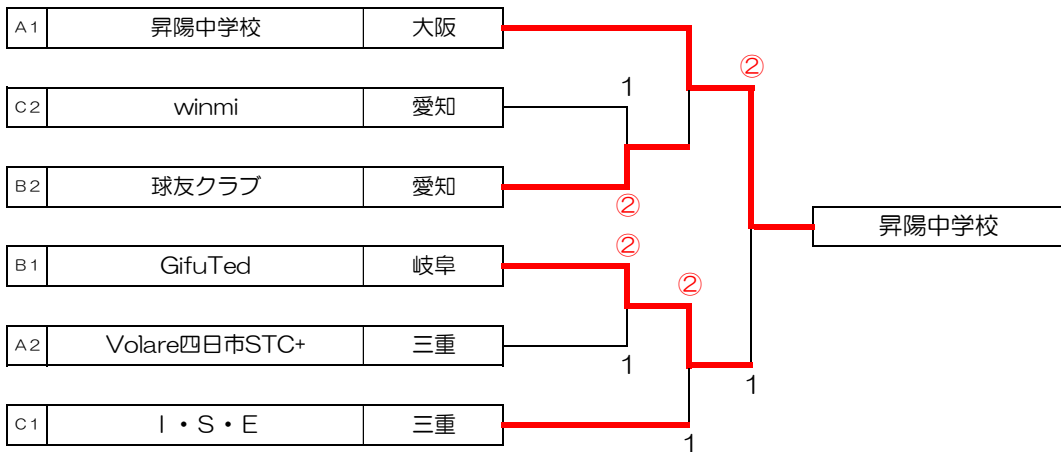 A1 昇陽中学校 大阪
②
1
C2 winmi 愛知
B2 球友クラブ 愛知
②
昇陽中学校
②
B1 GifuTed 岐阜
②
A2 Volare四日市STC+ 三重
1
1
C1 I・S・E 三重
1